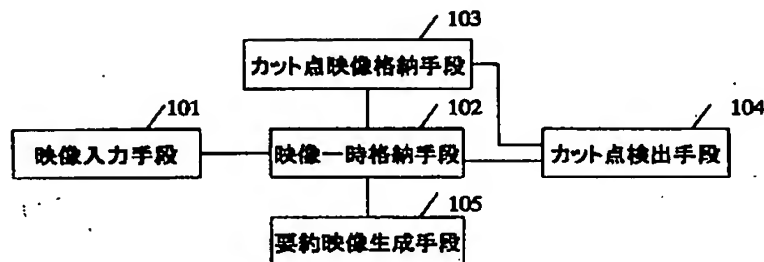 103
カット点映像格納手段
101
102
104
映像入力手段
映像一時格納手段
カット点検出手段
105
要約映像生成手段